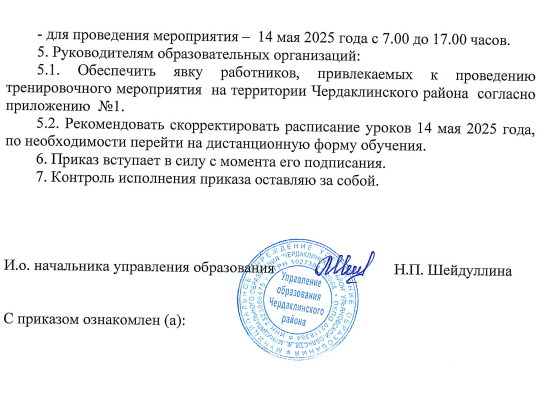 - для проведения мероприятия – 14 мая 2025 года с 7.00 до 17.00 часов.
5. Руководителям образовательных организаций:
5.1. Обеспечить явку работников, привлекаемых к проведению
тренировочного мероприятия на территории Чердаклинского района согласно
приложению №1.
5.2. Рекомендовать скорректировать расписание уроков 14 мая 2025 года,
по необходимости перейти на дистанционную форму обучения.
6. Приказ вступает в силу с момента его подписания.
7. Контроль исполнения приказа оставляю за собой.
И.о. начальника управления образования
Н.П. Шейдуллина
Управление
образования
Чердаклинского
района
С приказом ознакомлен (а):